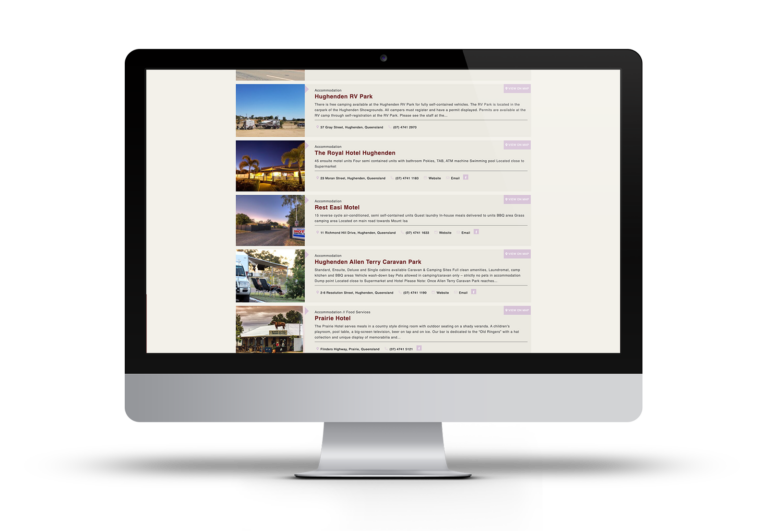 Accommodation
Hughenden RV Park
There is free camping available at the Hughenden RV Park for fully self-contained vehicles. The RV Park is located in the
carpark of the Hughenden Showgrounds. All campers must register and have a permit displayed. Permits are available at the
RV camp through self-registration at the RV Park. Please see the staff at the...
37 Gray Street, Hughenden, Queensland (07) 4741 2970
Accommodation
The Royal Hotel Hughenden
45 ensuite motel units Four semi contained units with bathroom Pokies, TAB, ATM machine Swimming pool Located close to
Supermarket
Moran Street, Hughenden, Queensland (07) 4741 1183 Website Email
Accommodation
Rest Easi Motel
15 reverse cycle air-conditioned, semi self-contained units Guest laundry In-house meals delivered to units BBQ area Grass
camping area Located on main road towards Mount Isa
11 Richmond Hill Drive, Hughenden, Queensland (07) 4741 1633 Website Email
Accommodation
Hughenden Allen Terry Caravan Park
Standard, Ensuite, Deluxe and Single cabins available Caravan & Camping Sites Full clean amenities, Laundromat, camp
kitchen and BBQ areas Vehicle wash down bay Pets allowed in camping/caravan only – strictly no pets in accommodation.
Dump point Located close to Supermarket and Hotel Please Note: Once Allen Terry Caravan Park reaches...
2-6 Resolution Street, Hughenden, Queensland (07) 4741 1190 Website Email
Accommodation // Food Services
Prairie Hotel
The Prairie Hotel serves meals in a country style dining room with outdoor seating on a shady veranda. A children's
playroom, pool table, a big-screen television, beer on tap and on ice. Our bar is dedicated to the "Old Ringers" with a hat
collection and unique display of memorabilia and...
Flinders Highway, Prairie, Queensland (07) 4741 5121